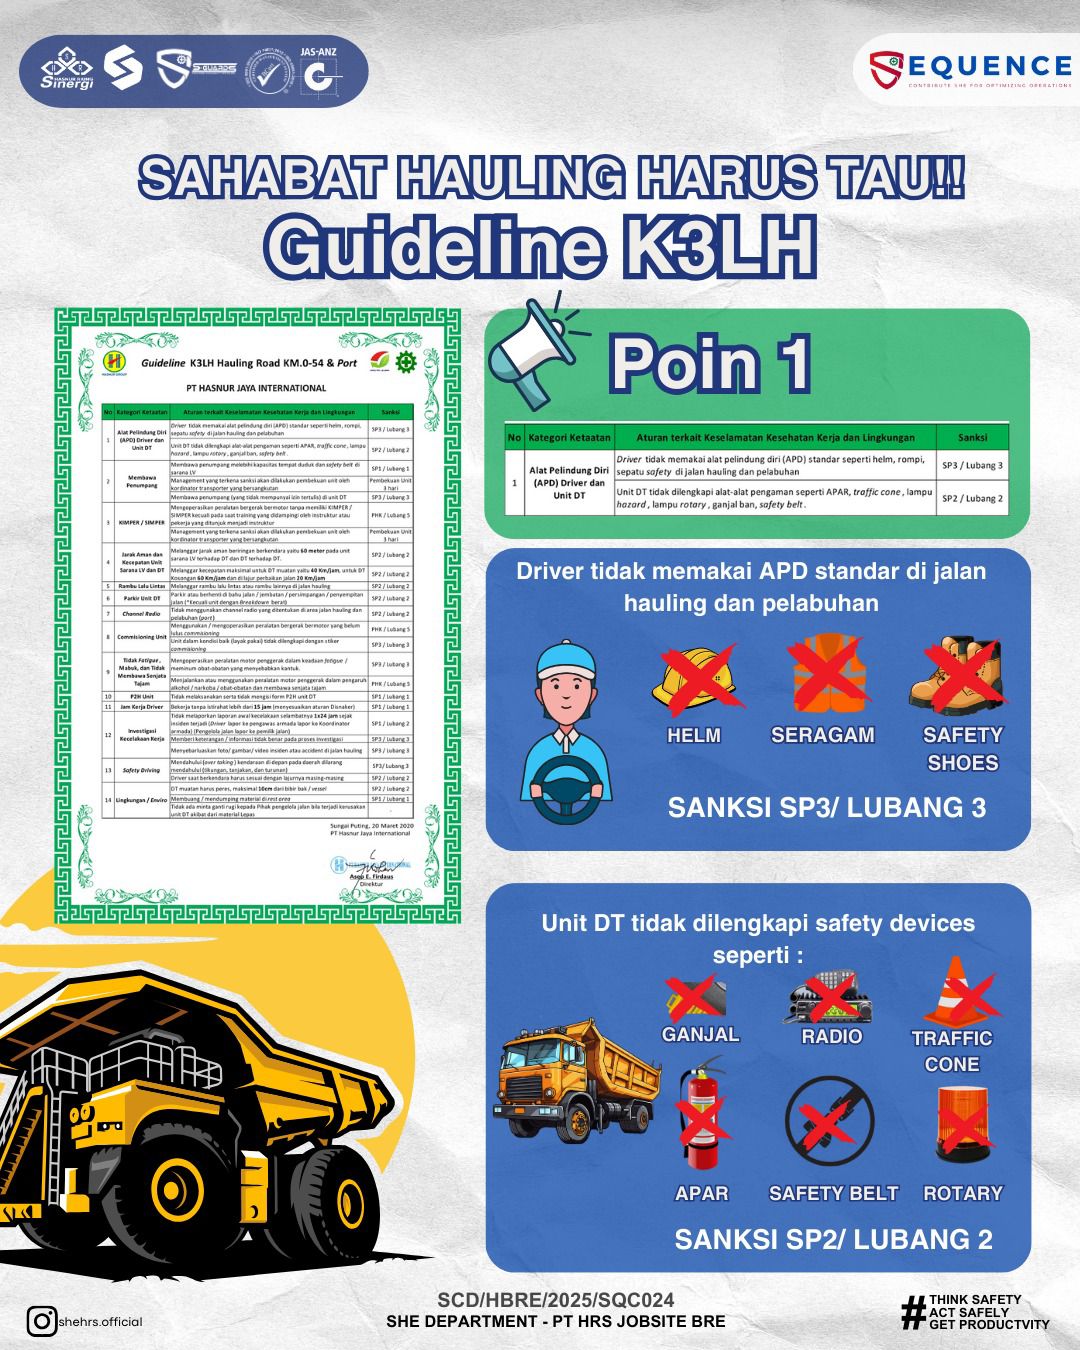 HASNUR RIUNG
Sinergi
S-GUARDS
JAS-ANZ
SEQUENCE
CONTRIBUTE SHE FOR OPTIMIZING OPERATIONS
SAHABAT HAULING HARUS TAU!!
Guideline K3LH
HASNUR GROUP
Guideline K3LH Hauling Road KM.0-54 & Port
PT HASNUR JAYA INTERNATIONAL
No Kategori Ketaatan Aturan terkait Keselamatan Kesehatan Kerja dan Lingkungan Sanksi
1 Alat Pelindung Diri (APD) Driver dan Unit DT
Driver tidak memakai alat pelindung diri (APD) standar seperti helm, rompi, sepatu safety di jalan hauling dan pelabuhan SP3 / Lubang 3
Unit DT tidak dilengkapi alat-alat pengaman seperti APAR, traffic cone, lampu hazard, lampu rotary, ganjal ban, safety belt. SP2 / Lubang 2
2 Membawa Penumpang
Membawa penumpang melebihi kapasitas tempat duduk dan safety belt di sarana LV SP1 / Lubang 1
Management yang terkena sanksi akan dilakukan pembekuan unit oleh kordinator transporter yang bersangkutan Pembekuan Unit 3 hari
Membawa penumpang (yang tidak mempunyai izin tertulis) di unit DT SP3 / Lubang 3
3 KIMPER / SIMPER
Mengoperasikan peralatan bergerak bermotor tanpa memiliki KIMPER / SIMPER kecuali pada saat training yang didampingi oleh instruktur atau pekerja yang ditunjuk menjadi instruktur PHK / Lubang 5
Management yang terkena sanksi akan dilakukan pembekuan unit oleh kordinator transporter yang bersangkutan Pembekuan Unit 3 hari
4 Jarak Aman dan Kecepatan Unit Sarana LV dan DT
Melanggar jarak aman beriringan berkendara yaitu 60 meter pada unit sarana LV terhadap DT dan DT terhadap DT. SP2 / Lubang 2
Melanggar kecepatan maksimal untuk DT muatan yaitu 40 Km/jam, untuk DT Kosongan 60 Km/jam dan di lajur perbaikan jalan 20 Km/jam SP2 / Lubang 2
5 Rambu Lalu Lintas Melanggar rambu lalu lintas atau rambu lainnya di jalan hauling SP2 / Lubang 2
6 Parkir Unit DT Parkir atau berhenti di bahu jalan / jembatan / persimpangan / penyempitan jalan (*Kecuali unit dengan Breakdown berat) SP2 / Lubang 2
7 Channel Radio Tidak menggunakan channel radio yang ditentukan di area jalan hauling dan pelabuhan (port) SP2 / Lubang 2
8 Commissioning Unit
Menggunakan / mengoperasikan peralatan bergerak bermotor yang belum lulus commisioning PHK / Lubang 5
Unit dalam kondisi baik (layak pakai) tidak dilengkapi dengan stiker commisioning SP3 / Lubang 3
9 Tidak Fatigue, Mabuk, dan Tidak Membawa Senjata Tajam
Mengoperasikan peralatan motor penggerak dalam keadaan fatigue / meminum obat-obatan yang menyebabkan kantuk. SP3 / Lubang 3
Menjalankan atau menggunakan peralatan motor penggerak dalam pengaruh alkohol / narkoba / obat-obatan dan membawa senjata tajam PHK / Lubang 5
10 P2H Unit Tidak melaksanakan serta tidak mengisi form P2H unit DT SP1 / Lubang 1
11 Jam Kerja Driver Bekerja tanpa istirahat lebih dari 15 jam (menyesuaikan aturan Disnaker) SP1 / Lubang 1
12 Investigasi Kecelakaan Kerja
Tidak melaporkan laporan awal kecelakaan selambatnya 1x24 jam sejak insiden terjadi (Driver lapor ke pengawas armada lapor ke Koordinator armada) (Pengelola jalan lapor ke pemilik jalan) SP1 / Lubang 2
Memberi keterangan / informasi tidak benar pada proses investigasi SP3 / Lubang 3
Menyebarluaskan foto/ gambar/ video insiden atau accident di jalan hauling SP3 / Lubang 3
13 Safety Driving
Mendahului (over taking) kendaraan di depan pada daerah dilarang mendahului (tikungan, tanjakan, dan turunan) SP3/ Lubang 3
Driver saat berkendara harus sesuai dengan lajurnya masing-masing SP2 / Lubang 2
14 Lingkungan / Enviro
DT muatan harus peres, maksimal 10cm dari bibir bak / vessel SP2 / Lubang 2
Membuang / mendumping material di rest area SP1 / Lubang 1
Tidak ada minta ganti rugi kepada Pihak pengelola jalan bila terjadi kerusakan unit DT akibat dari material Lepas
Sungai Puting, 20 Maret 2020
PT Hasnur Jaya International
Asep E. Firdaus
Direktur
Poin 1
No Kategori Ketaatan Aturan terkait Keselamatan Kesehatan Kerja dan Lingkungan Sanksi
1 Alat Pelindung Diri (APD) Driver dan Unit DT
Driver tidak memakai alat pelindung diri (APD) standar seperti helm, rompi,
sepatu safety di jalan hauling dan pelabuhan
SP3 / Lubang 3
Unit DT tidak dilengkapi alat-alat pengaman seperti APAR, traffic cone, lampu
hazard, lampu rotary, ganjal ban, safety belt.
SP2 / Lubang 2
Driver tidak memakai APD standar di jalan
hauling dan pelabuhan
HELM
SERAGAM
SAFETY
SHOES
SANKSI SP3/ LUBANG 3
Unit DT tidak dilengkapi safety devices
seperti :
GANJAL
RADIO
TRAFFIC
CONE
APAR
SAFETY BELT
ROTARY
SANKSI SP2/ LUBANG 2
shehrs.official
SCD/HBRE/2025/SQC024
SHE DEPARTMENT - PT HRS JOBSITE BRE
#THINK SAFETY
ACT SAFELY
GET PRODUCTVITY